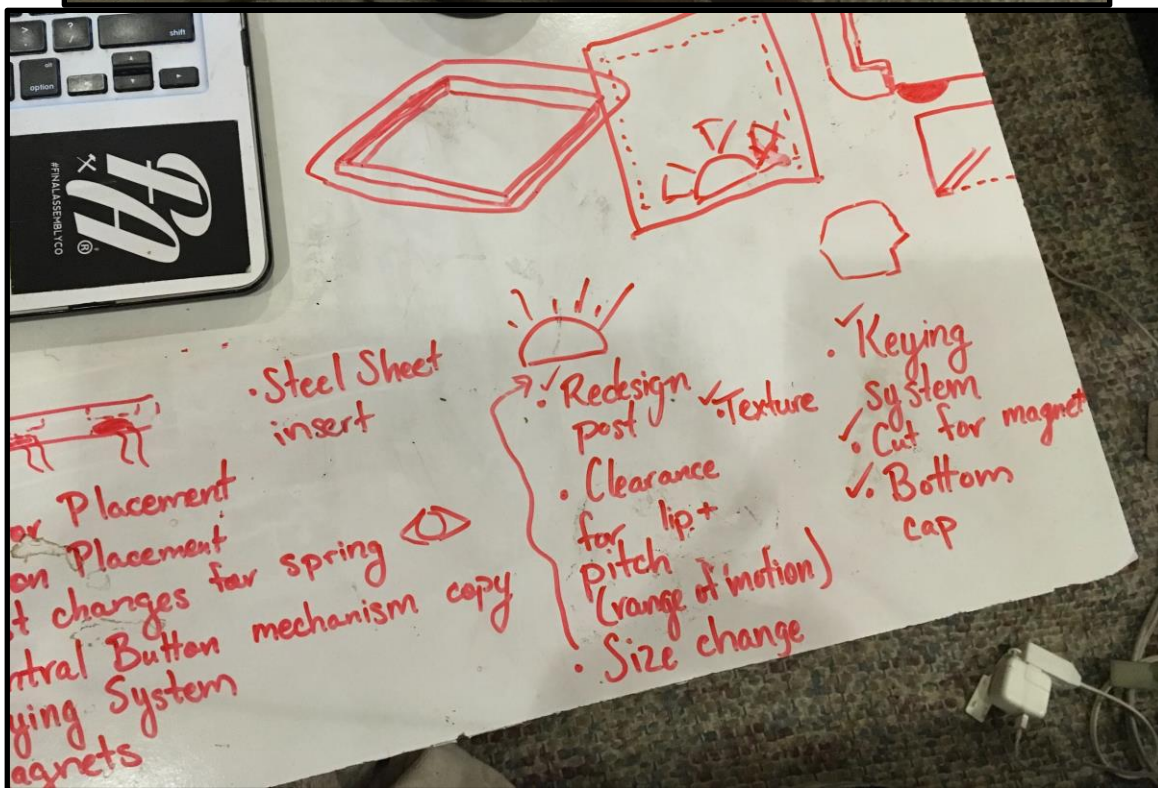 shift
option
#FINALASSEMBLYCO
®
• Steel Sheet
insert
Placement
Placement
changes for spring
Button mechanism copy
System
✓• Redesign
post
✓• Texture
• Clearance
for lip +
pitch
(range of motion)
• Size change
✓• Keying
system
✓• Cut for magnet
✓• Bottom
cap